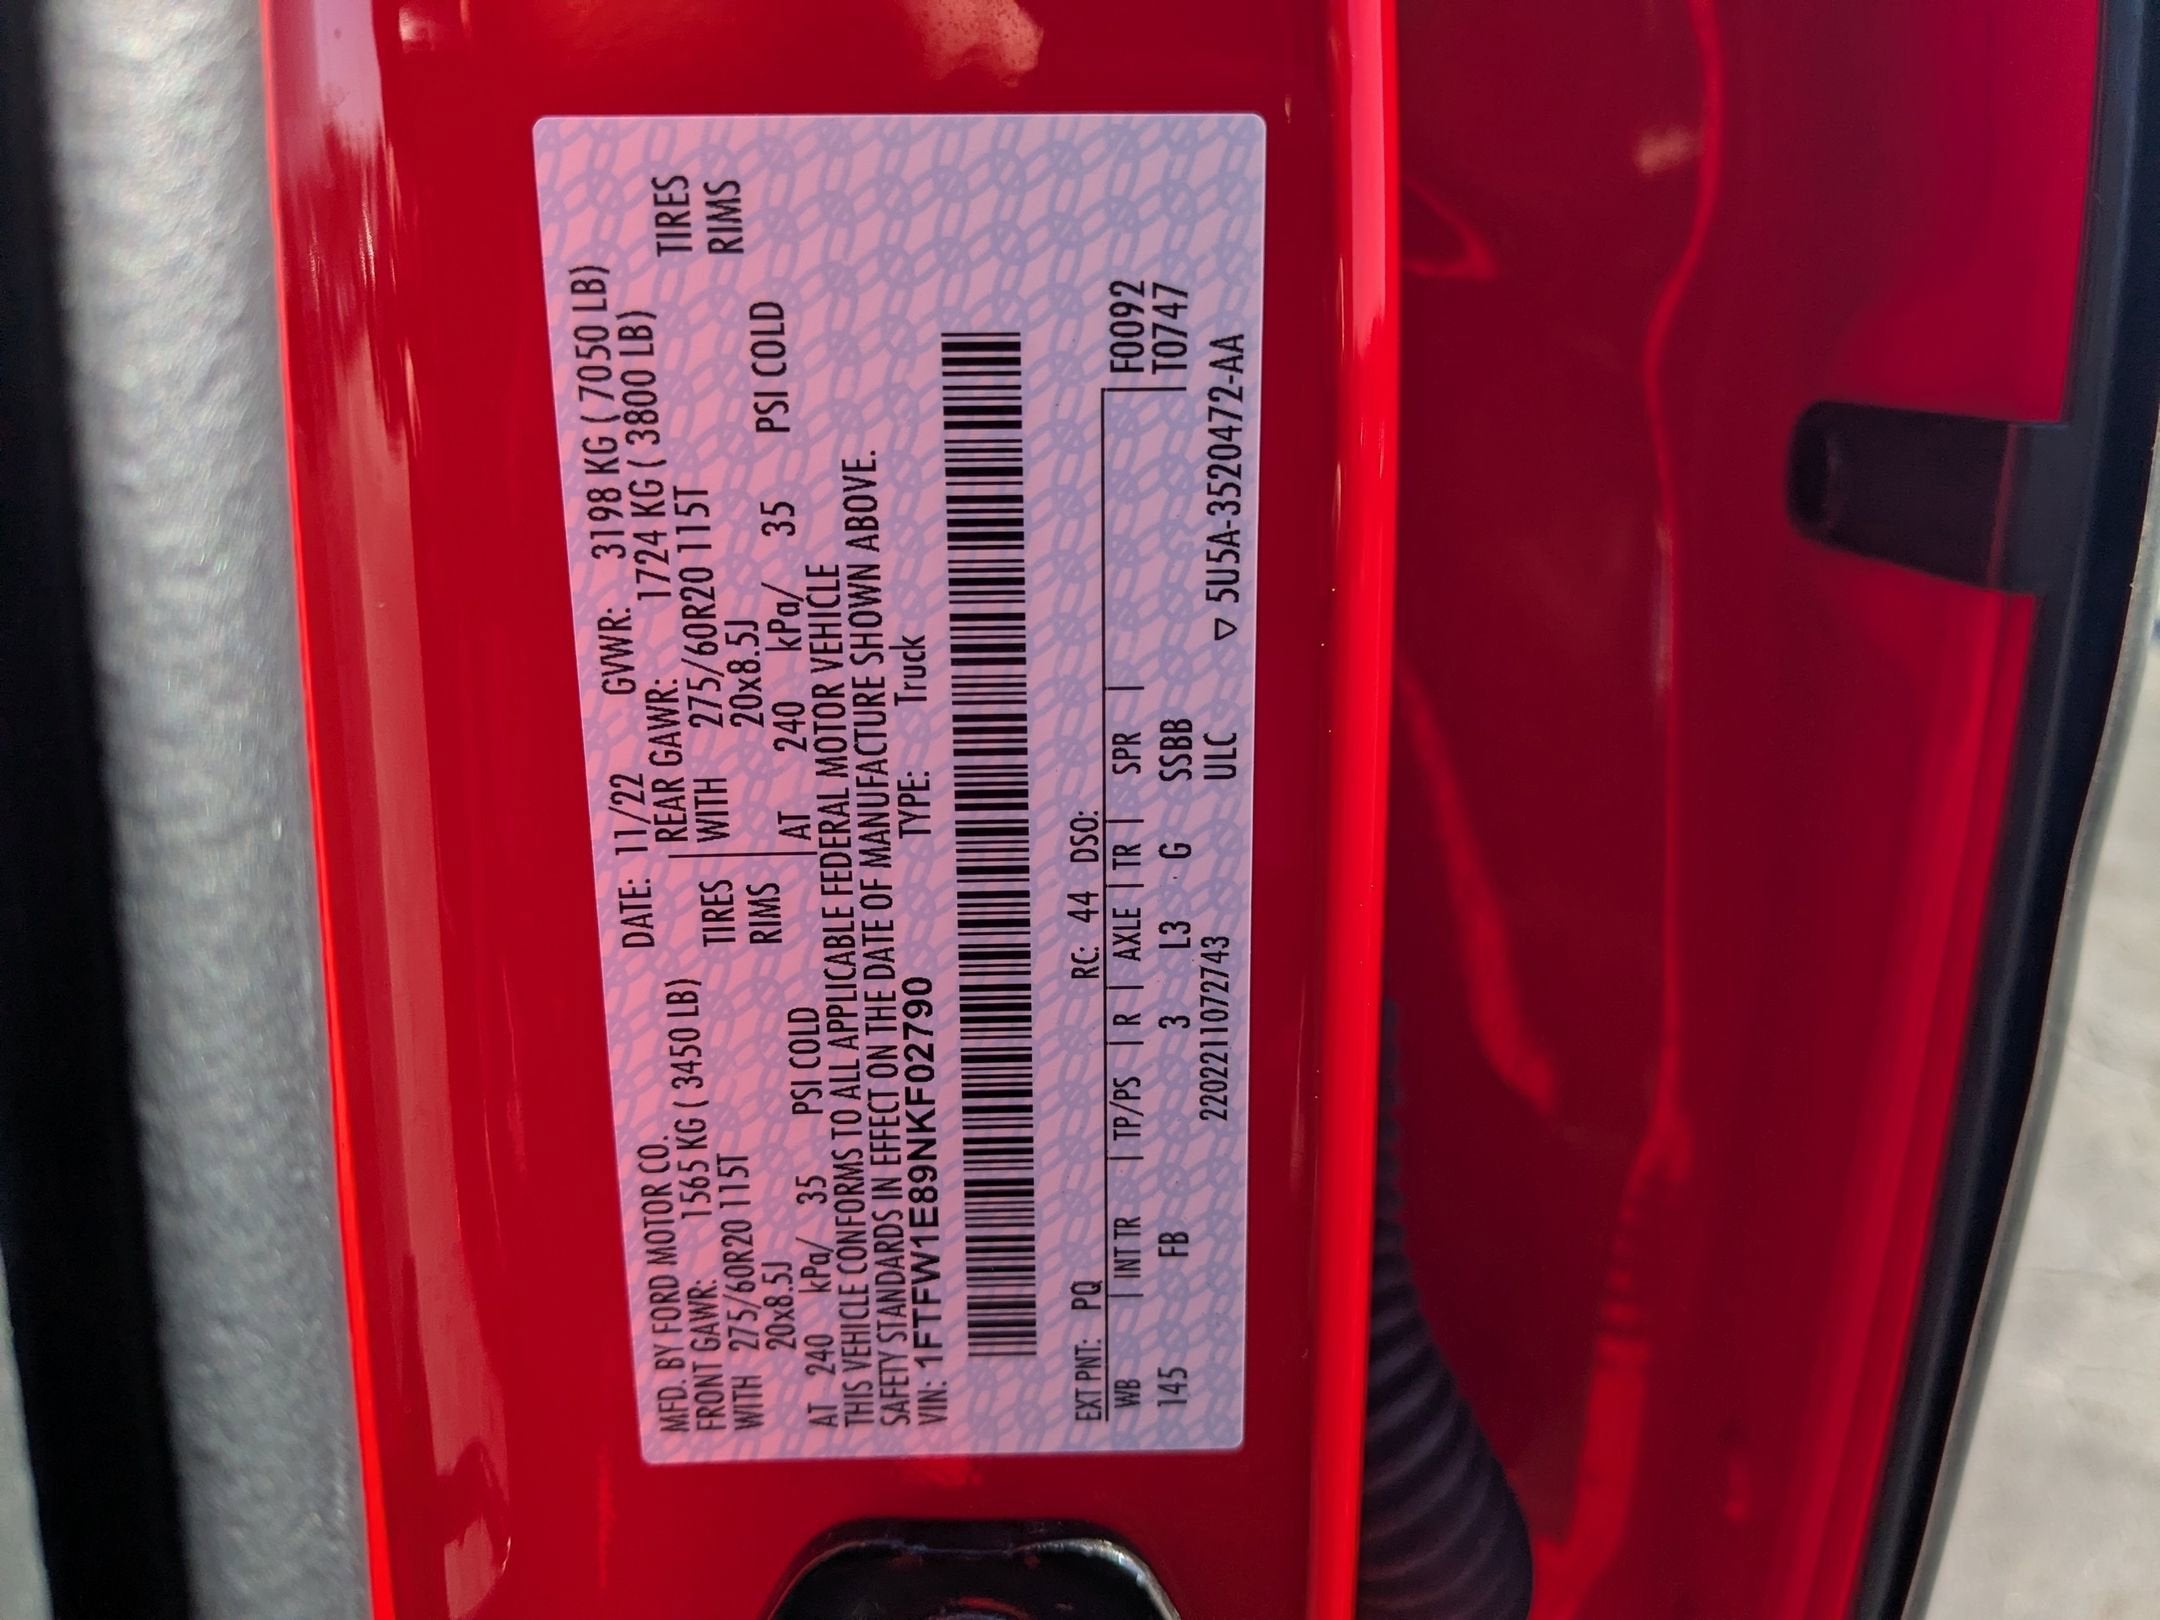 MFD. BY FORD MOTOR CO. DATE: 11/22 GVWR: 3198 KG ( 7050 LB)
FRONT GAWR: 1565 KG ( 3450 LB) REAR GAWR: 1724 KG ( 3800 LB)
WITH 275/60R20 115T TIRES WITH 275/60R20 115T TIRES
20x8.5J RIMS 20x8.5J RIMS
AT 240 kPa/ 35 PSI COLD AT 240 kPa/ 35 PSI COLD
THIS VEHICLE CONFORMS TO ALL APPLICABLE FEDERAL MOTOR VEHICLE
SAFETY STANDARDS IN EFFECT ON THE DATE OF MANUFACTURE SHOWN ABOVE.
VIN: 1FTFW1E89NKF02790 TYPE: Truck
EXT PNT: PQ RC: 44 DSO:
WB | INT TR | TP/PS | R | AXLE | TR | SPR | F0092
145 FB 3 L3 G SSBB T0747
2202211072743 ULC ▽ 5U5A-3520472-AA